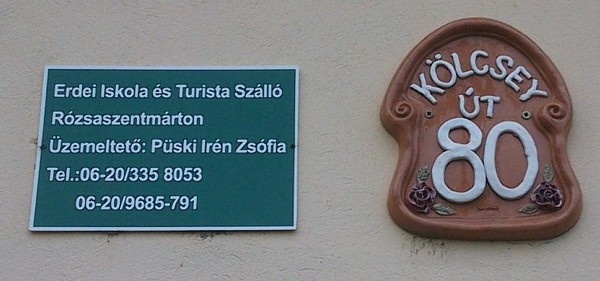 Erdei Iskola és Turista Szálló
Rózsaszentmárton
Üzemeltető: Püski Irén Zsófia
Tel.:06-20/335 8053
06-20/9685-791
KÖLCSEY
ÚT
80